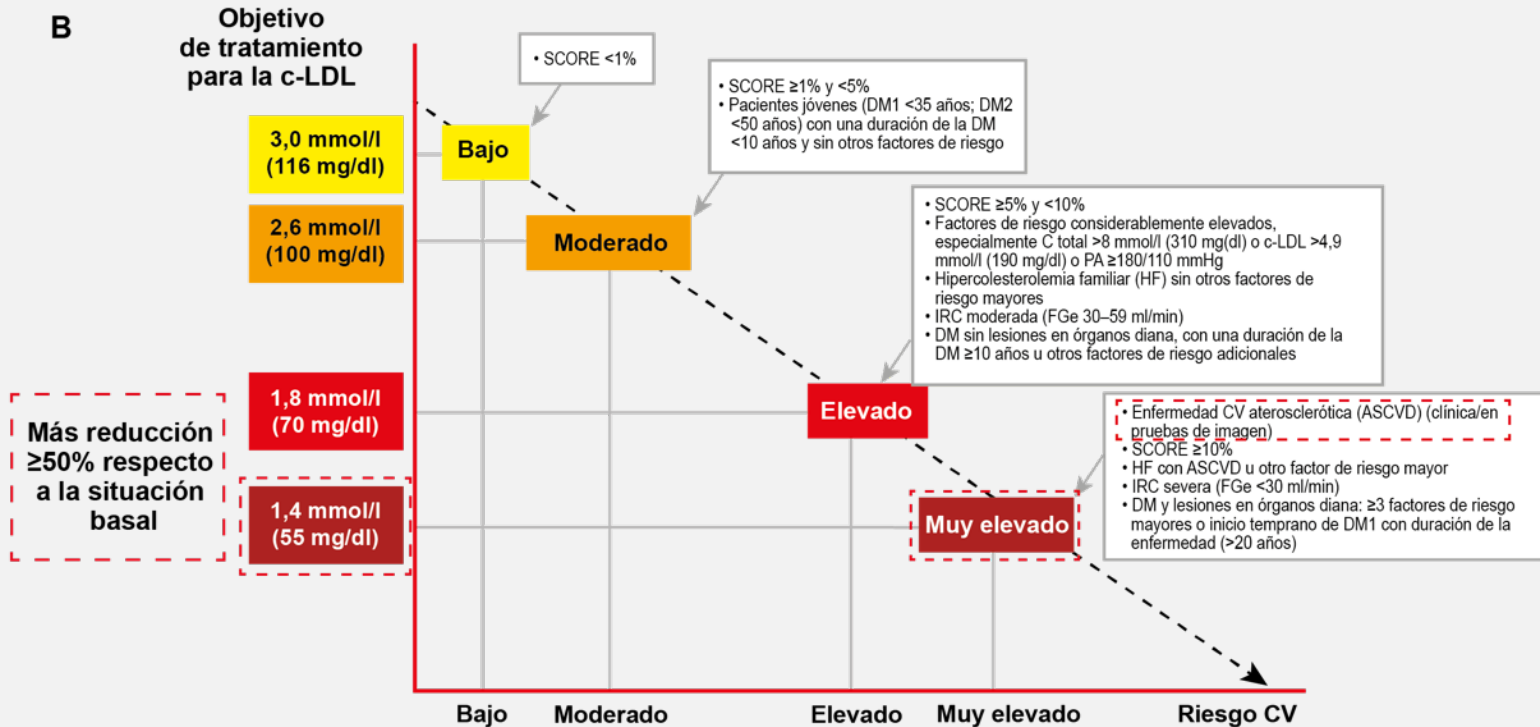 B
Objetivo
de tratamiento
para la c-LDL
3,0 mmol/l
(116 mg/dl)
2,6 mmol/l
(100 mg/dl)
1,8 mmol/l
(70 mg/dl)
1,4 mmol/l
(55 mg/dl)
Más reducción
≥50% respecto
a la situación
basal
Bajo
• SCORE <1%
Moderado
• SCORE ≥1% y <5%
• Pacientes jóvenes (DM1 <35 años; DM2
<50 años) con una duración de la DM
<10 años y sin otros factores de riesgo
Elevado
• SCORE ≥5% y <10%
• Factores de riesgo considerablemente elevados,
especialmente C total >8 mmol/l (310 mg(dl) o c-LDL >4,9
mmol/l (190 mg/dl) o PA ≥180/110 mmHg
• Hipercolesterolemia familiar (HF) sin otros factores de
riesgo mayores
• IRC moderada (FGe 30–59 ml/min)
• DM sin lesiones en órganos diana, con una duración de la
DM ≥10 años u otros factores de riesgo adicionales
Muy elevado
• Enfermedad CV aterosclerótica (ASCVD) (clínica/en
pruebas de imagen)
• SCORE ≥10%
• HF con ASCVD u otro factor de riesgo mayor
• IRC severa (FGe <30 ml/min)
• DM y lesiones en órganos diana: ≥3 factores de riesgo
mayores o inicio temprano de DM1 con duración de la
enfermedad (>20 años)
Bajo
Moderado
Elevado
Muy elevado
Riesgo CV